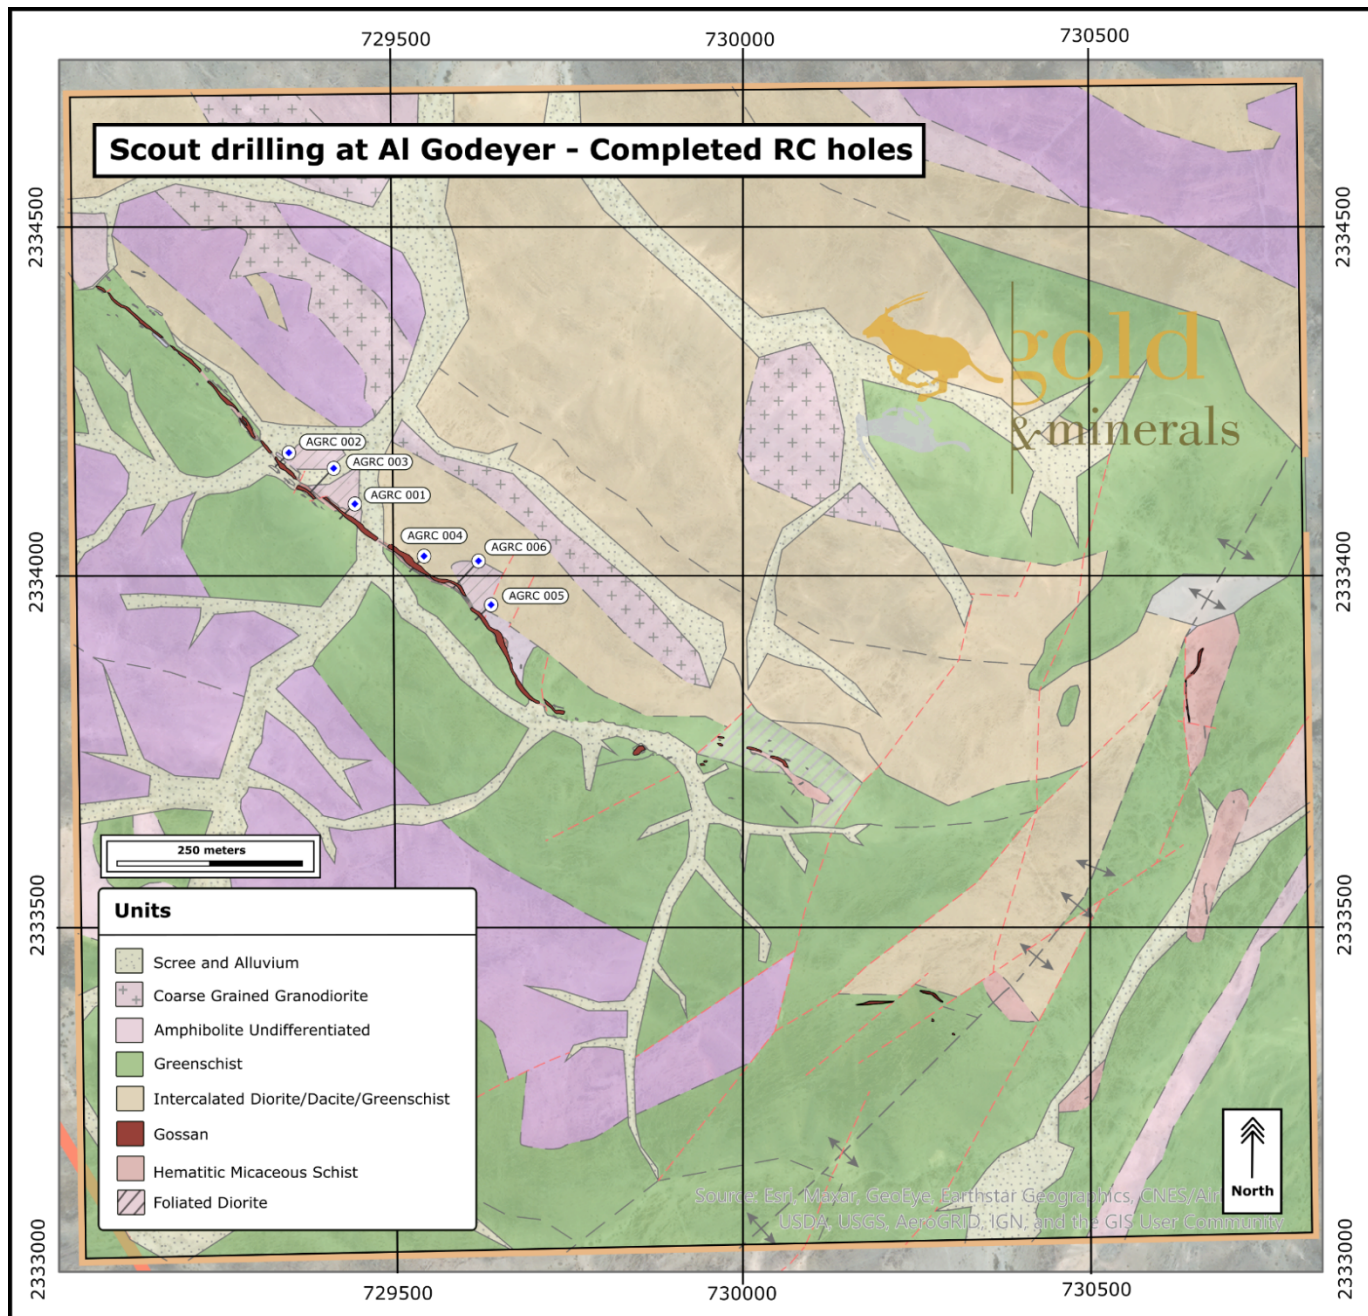 729500
730000
730500
Scout drilling at Al Godeyer - Completed RC holes
2334500
2334500
gold
&minerals
AGRC 002
AGRC 003
AGRC 001
AGRC 004
AGRC 006
AGRC 005
2334000
2333400
250 meters
2333500
2333500
Units
Scree and Alluvium
Coarse Grained Granodiorite
Amphibolite Undifferentiated
Greenschist
Intercalated Diorite/Dacite/Greenschist
Gossan
Hematitic Micaceous Schist
Foliated Diorite
North
Source: Esri, Maxar, GeoEye, Earthstar Geographics, CNES/Air
USDA, USGS, AeroGRID, IGN, and the GIS User Community
2333000
2333000
729500
730000
730500